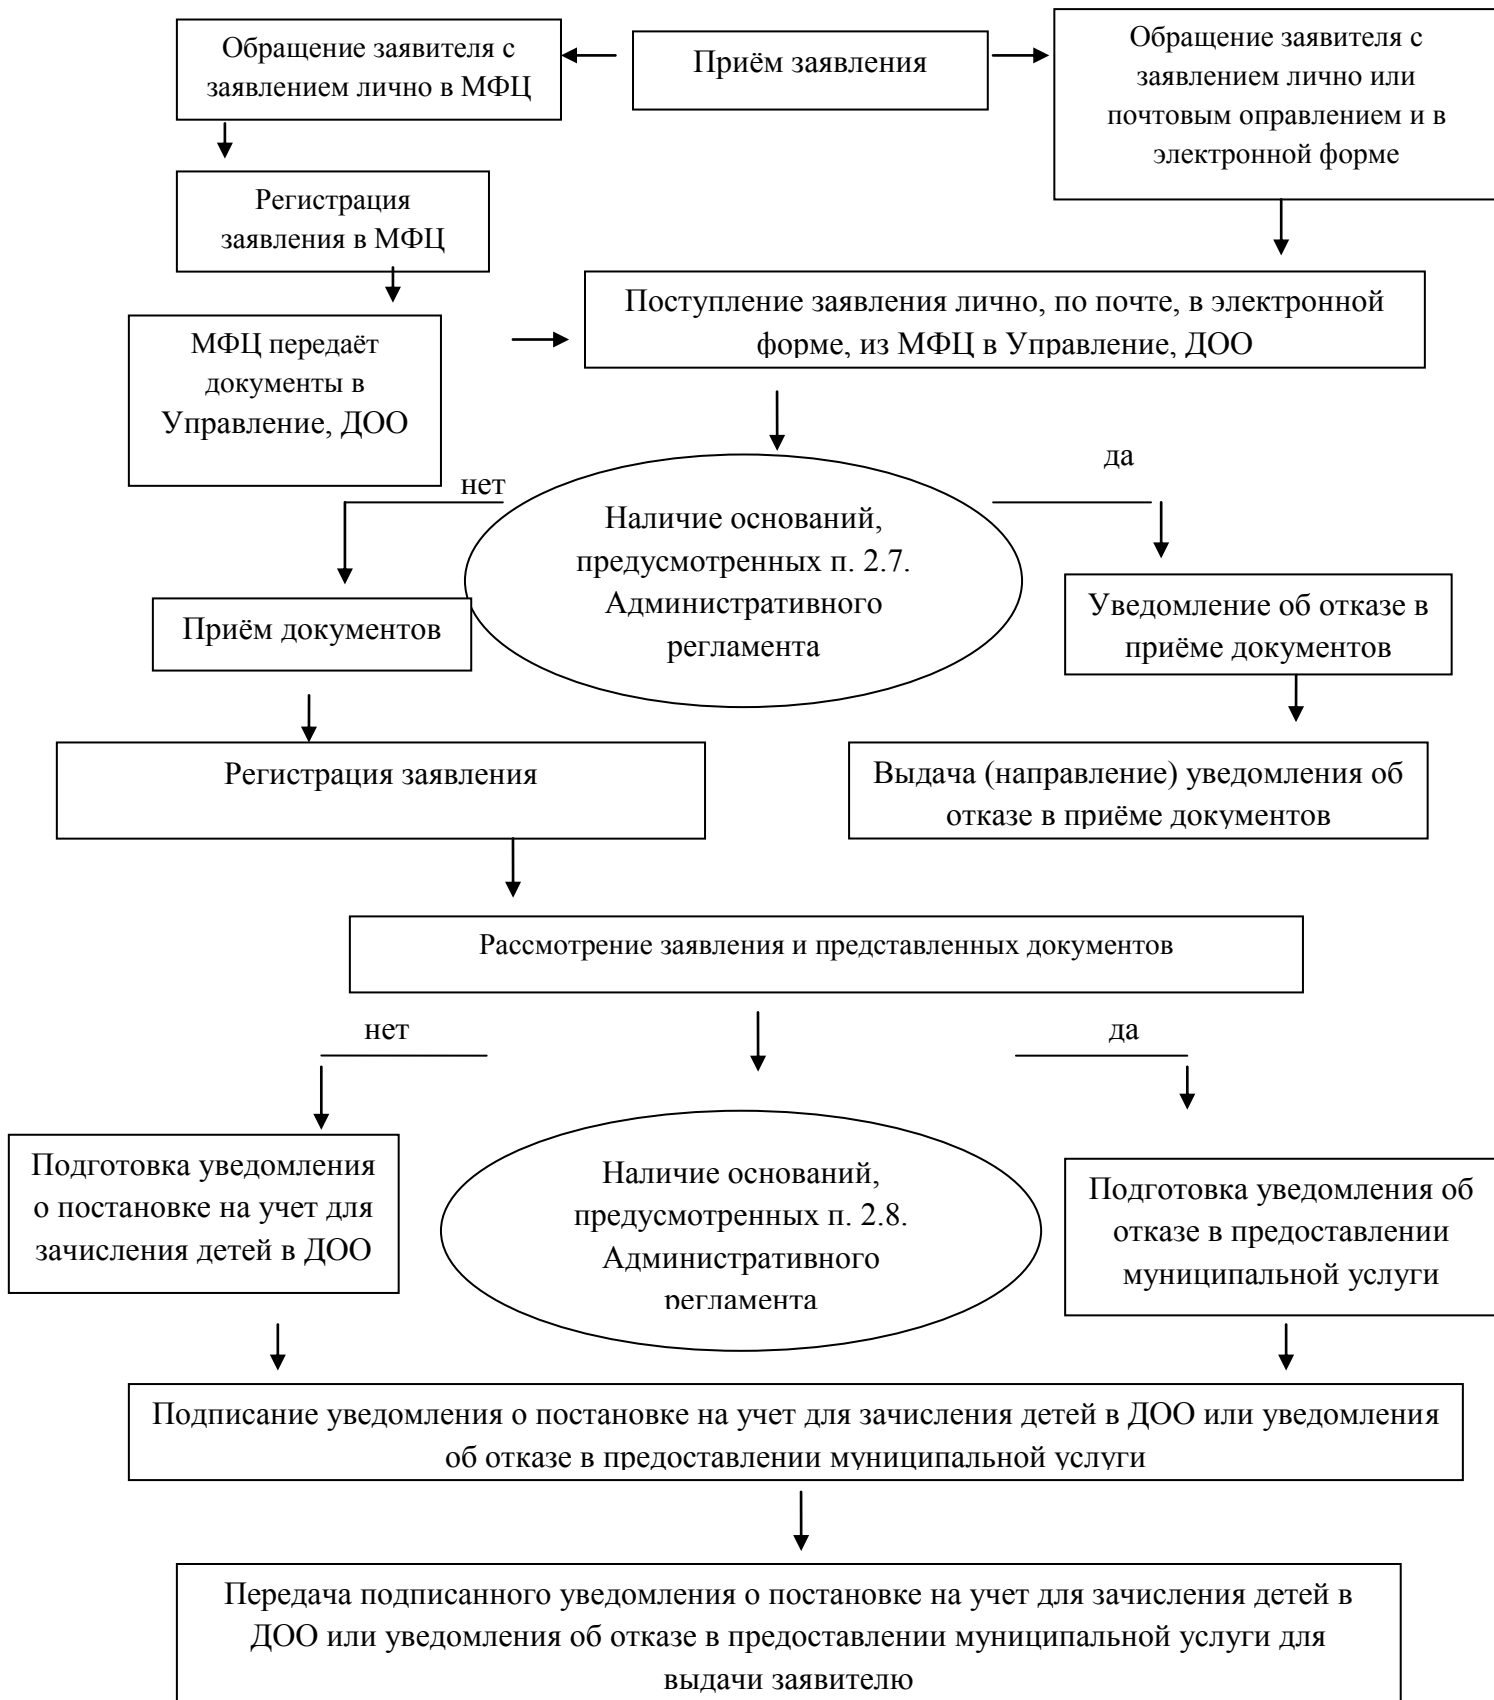 Обращение заявителя с
заявлением лично в МФЦ
Приём заявления
Обращение заявителя с
заявлением лично или
почтовым оправлением и в
электронной форме
Регистрация
заявления в МФЦ
Поступление заявления лично, по почте, в электронной
форме, из МФЦ в Управление, ДОО
МФЦ передаёт
документы в
Управление, ДОО
нет
да
Наличие оснований,
предусмотренных п. 2.7.
Административного
регламента
Приём документов
Уведомление об отказе в
приёме документов
Регистрация заявления
Выдача (направление) уведомления об
отказе в приёме документов
Рассмотрение заявления и представленных документов
нет
да
Подготовка уведомления
о постановке на учет для
зачисления детей в ДОО
Наличие оснований,
предусмотренных п. 2.8.
Административного
регламента
Подготовка уведомления об
отказе в предоставлении
муниципальной услуги
Подписание уведомления о постановке на учет для зачисления детей в ДОО или уведомления
об отказе в предоставлении муниципальной услуги
Передача подписанного уведомления о постановке на учет для зачисления детей в
ДОО или уведомления об отказе в предоставлении муниципальной услуги для
выдачи заявителю